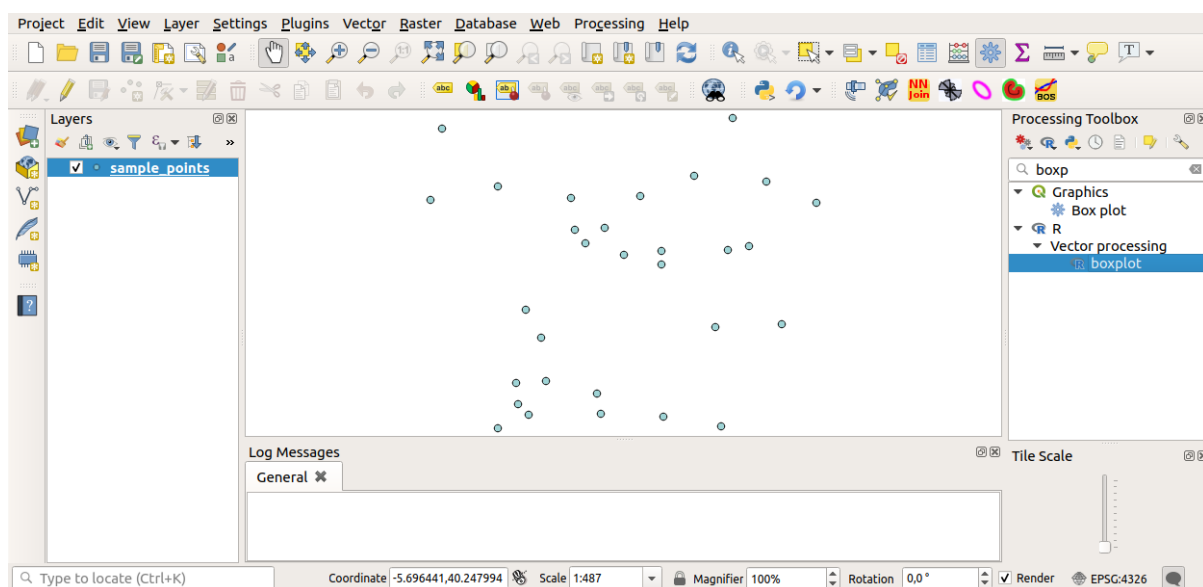 Project Edit View Layer Settings Plugins Vector Raster Database Web Processing Help
abc
NN
Join
BOS
Layers
»
sample_points
Processing Toolbox
boxp
Graphics
Box plot
R
Vector processing
boxplot
Log Messages
General
Tile Scale
Type to locate (Ctrl+K)
Coordinate -5.696441,40.247994 Scale 1:487 Magnifier 100% Rotation 0,0 ° Render EPSG:4326